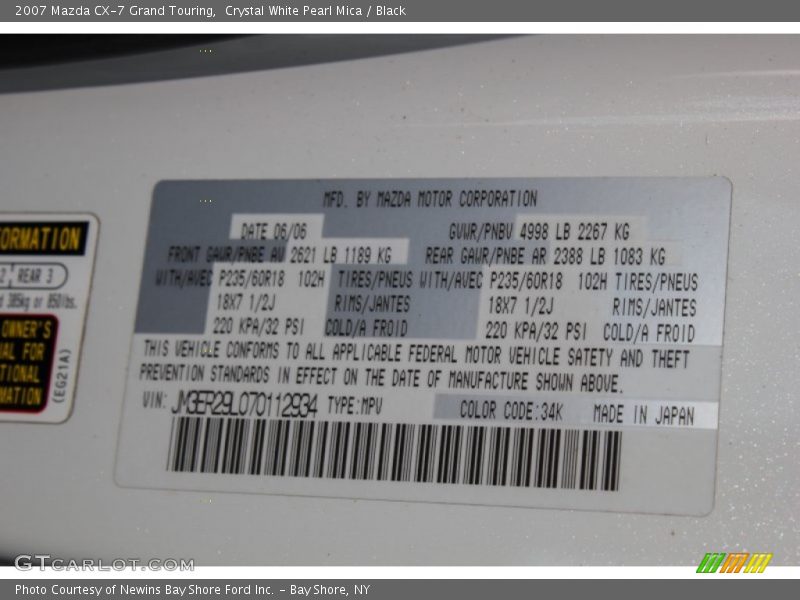 2007 Mazda CX-7 Grand Touring,  Crystal White Pearl Mica / Black
MFD. BY MAZDA MOTOR CORPORATION
DATE 06/06 GVWR/PNBV 4998 LB 2267 KG
FRONT GAWR/PNBE AV 2621 LB 1189 KG REAR GAWR/PNBE AR 2388 LB 1083 KG
WITH/AVEC P235/60R18 102H TIRES/PNEUS WITH/AVEC P235/60R18 102H TIRES/PNEUS
18X7 1/2J RIMS/JANTES 18X7 1/2J RIMS/JANTES
220 KPA/32 PSI COLD/A FROID 220 KPA/32 PSI COLD/A FROID
THIS VEHICLE CONFORMS TO ALL APPLICABLE FEDERAL MOTOR VEHICLE SAFETY AND THEFT
PREVENTION STANDARDS IN EFFECT ON THE DATE OF MANUFACTURE SHOWN ABOVE.
VIN: JM3ER29L070112934 TYPE:MPV COLOR CODE:34K MADE IN JAPAN
ORMATION
2 REAR 3
385kg or 850lbs.
OWNER'S
AL FOR
TIONAL
MATION
(EG21A)
GTCARLOT.COM
Photo Courtesy of Newins Bay Shore Ford Inc. - Bay Shore, NY